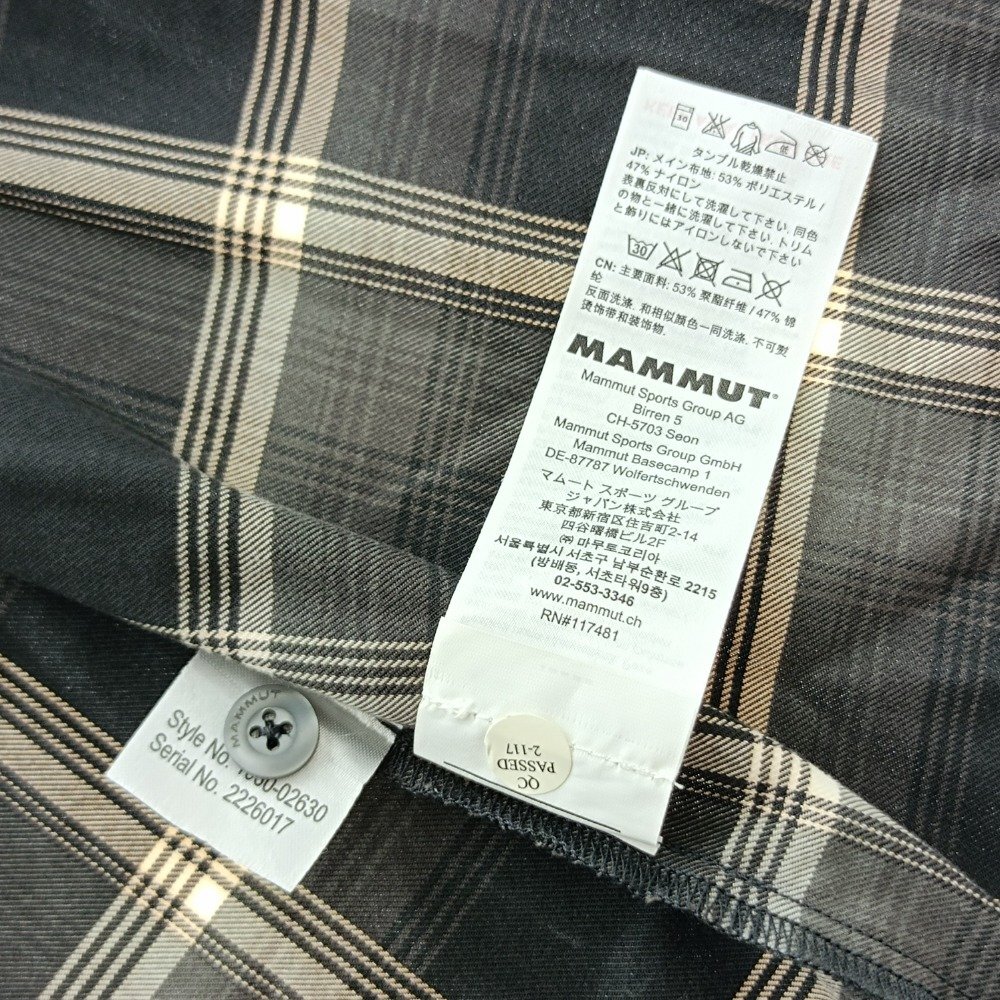 30
タンブル乾燥禁止
JP: メイン布地: 53% ポリエステル /
47% ナイロン
表裏反対にして洗濯して下さい. 同色
の物と一緒に洗濯して下さい. トリム
と飾りにはアイロンしないで下さい
30
CN: 主要面料: 53% 聚酯纤维 / 47% 锦
纶
反面洗涤. 和相似颜色一同洗涤. 不可熨
烫饰带和装饰物.
MAMMUT®
Mammut Sports Group AG
Birren 5
CH-5703 Seon
Mammut Sports Group GmbH
Mammut Basecamp 1
DE-87787 Wolfertschwenden
マムート スポーツ グループ
ジャパン株式会社
東京都新宿区住吉町2-14
四谷曙橋ビル2F
㈜ 마무토코리아
서울특별시 서초구 남부순환로 2215
(방배동, 서초타워9층)
02-553-3346
www.mammut.ch
RN#117481
QC
PASSED
2-117
MAMMUT
Style No. 1030-02630
Serial No. 2226017